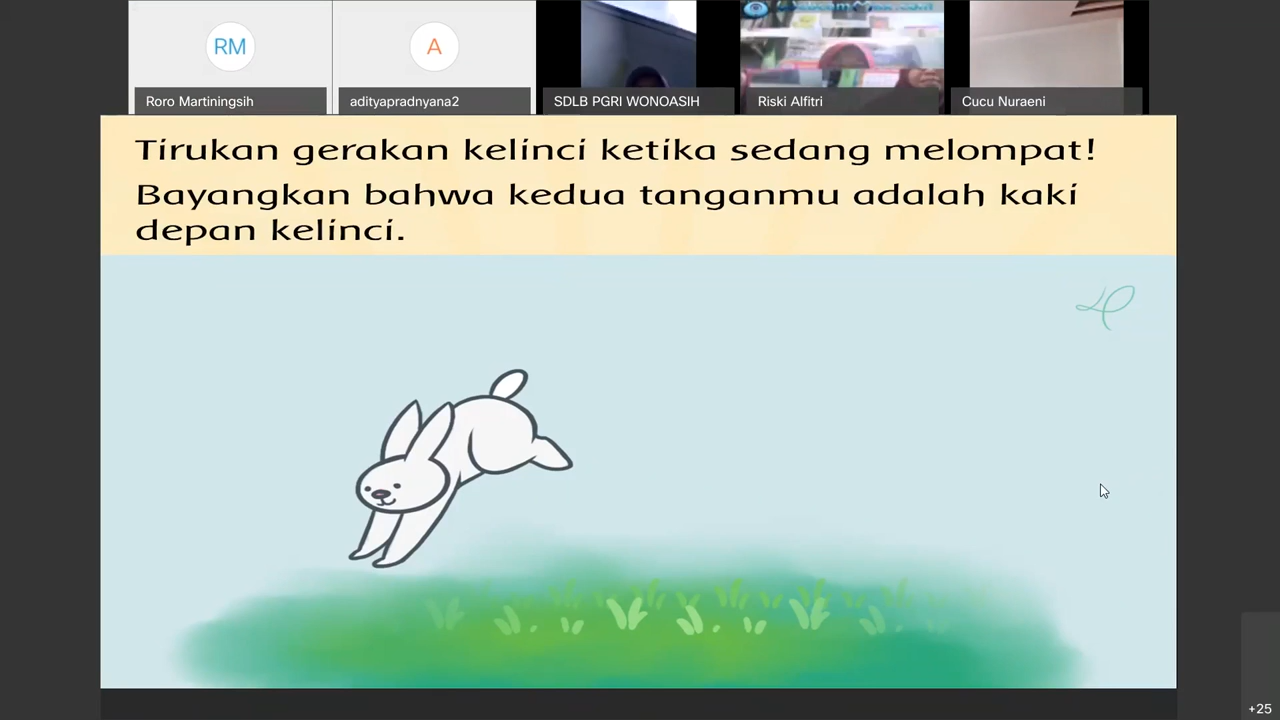 RM
A
Roro Martiningsih
adityapradnyana2
SDLB PGRI WONOASIH
Riski Alfitri
Cucu Nuraeni
Tirukan gerakan kelinci ketika sedang melompat!
Bayangkan bahwa kedua tanganmu adalah kaki
depan kelinci.
+25